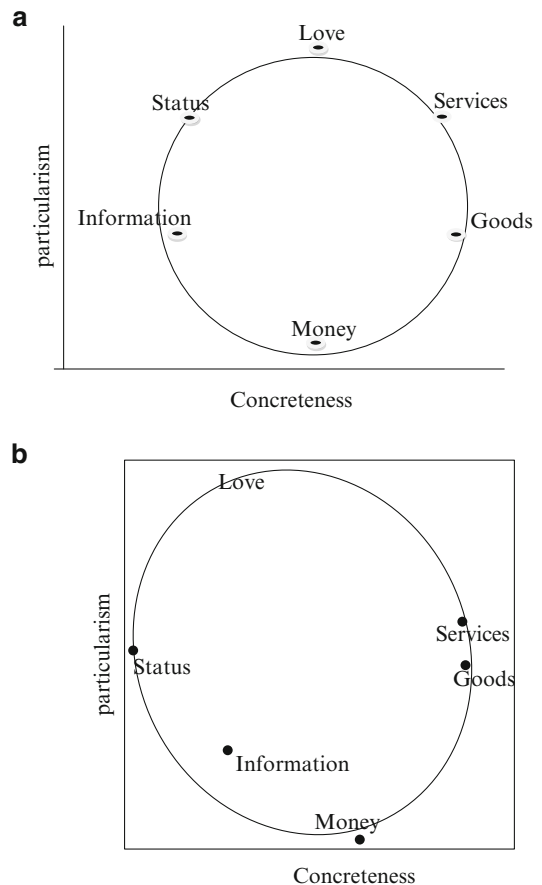 a
Love
Status
Services
Information
Goods
Money
particularism
Concreteness
b
Love
Services
Status
Goods
Information
Money
particularism
Concreteness